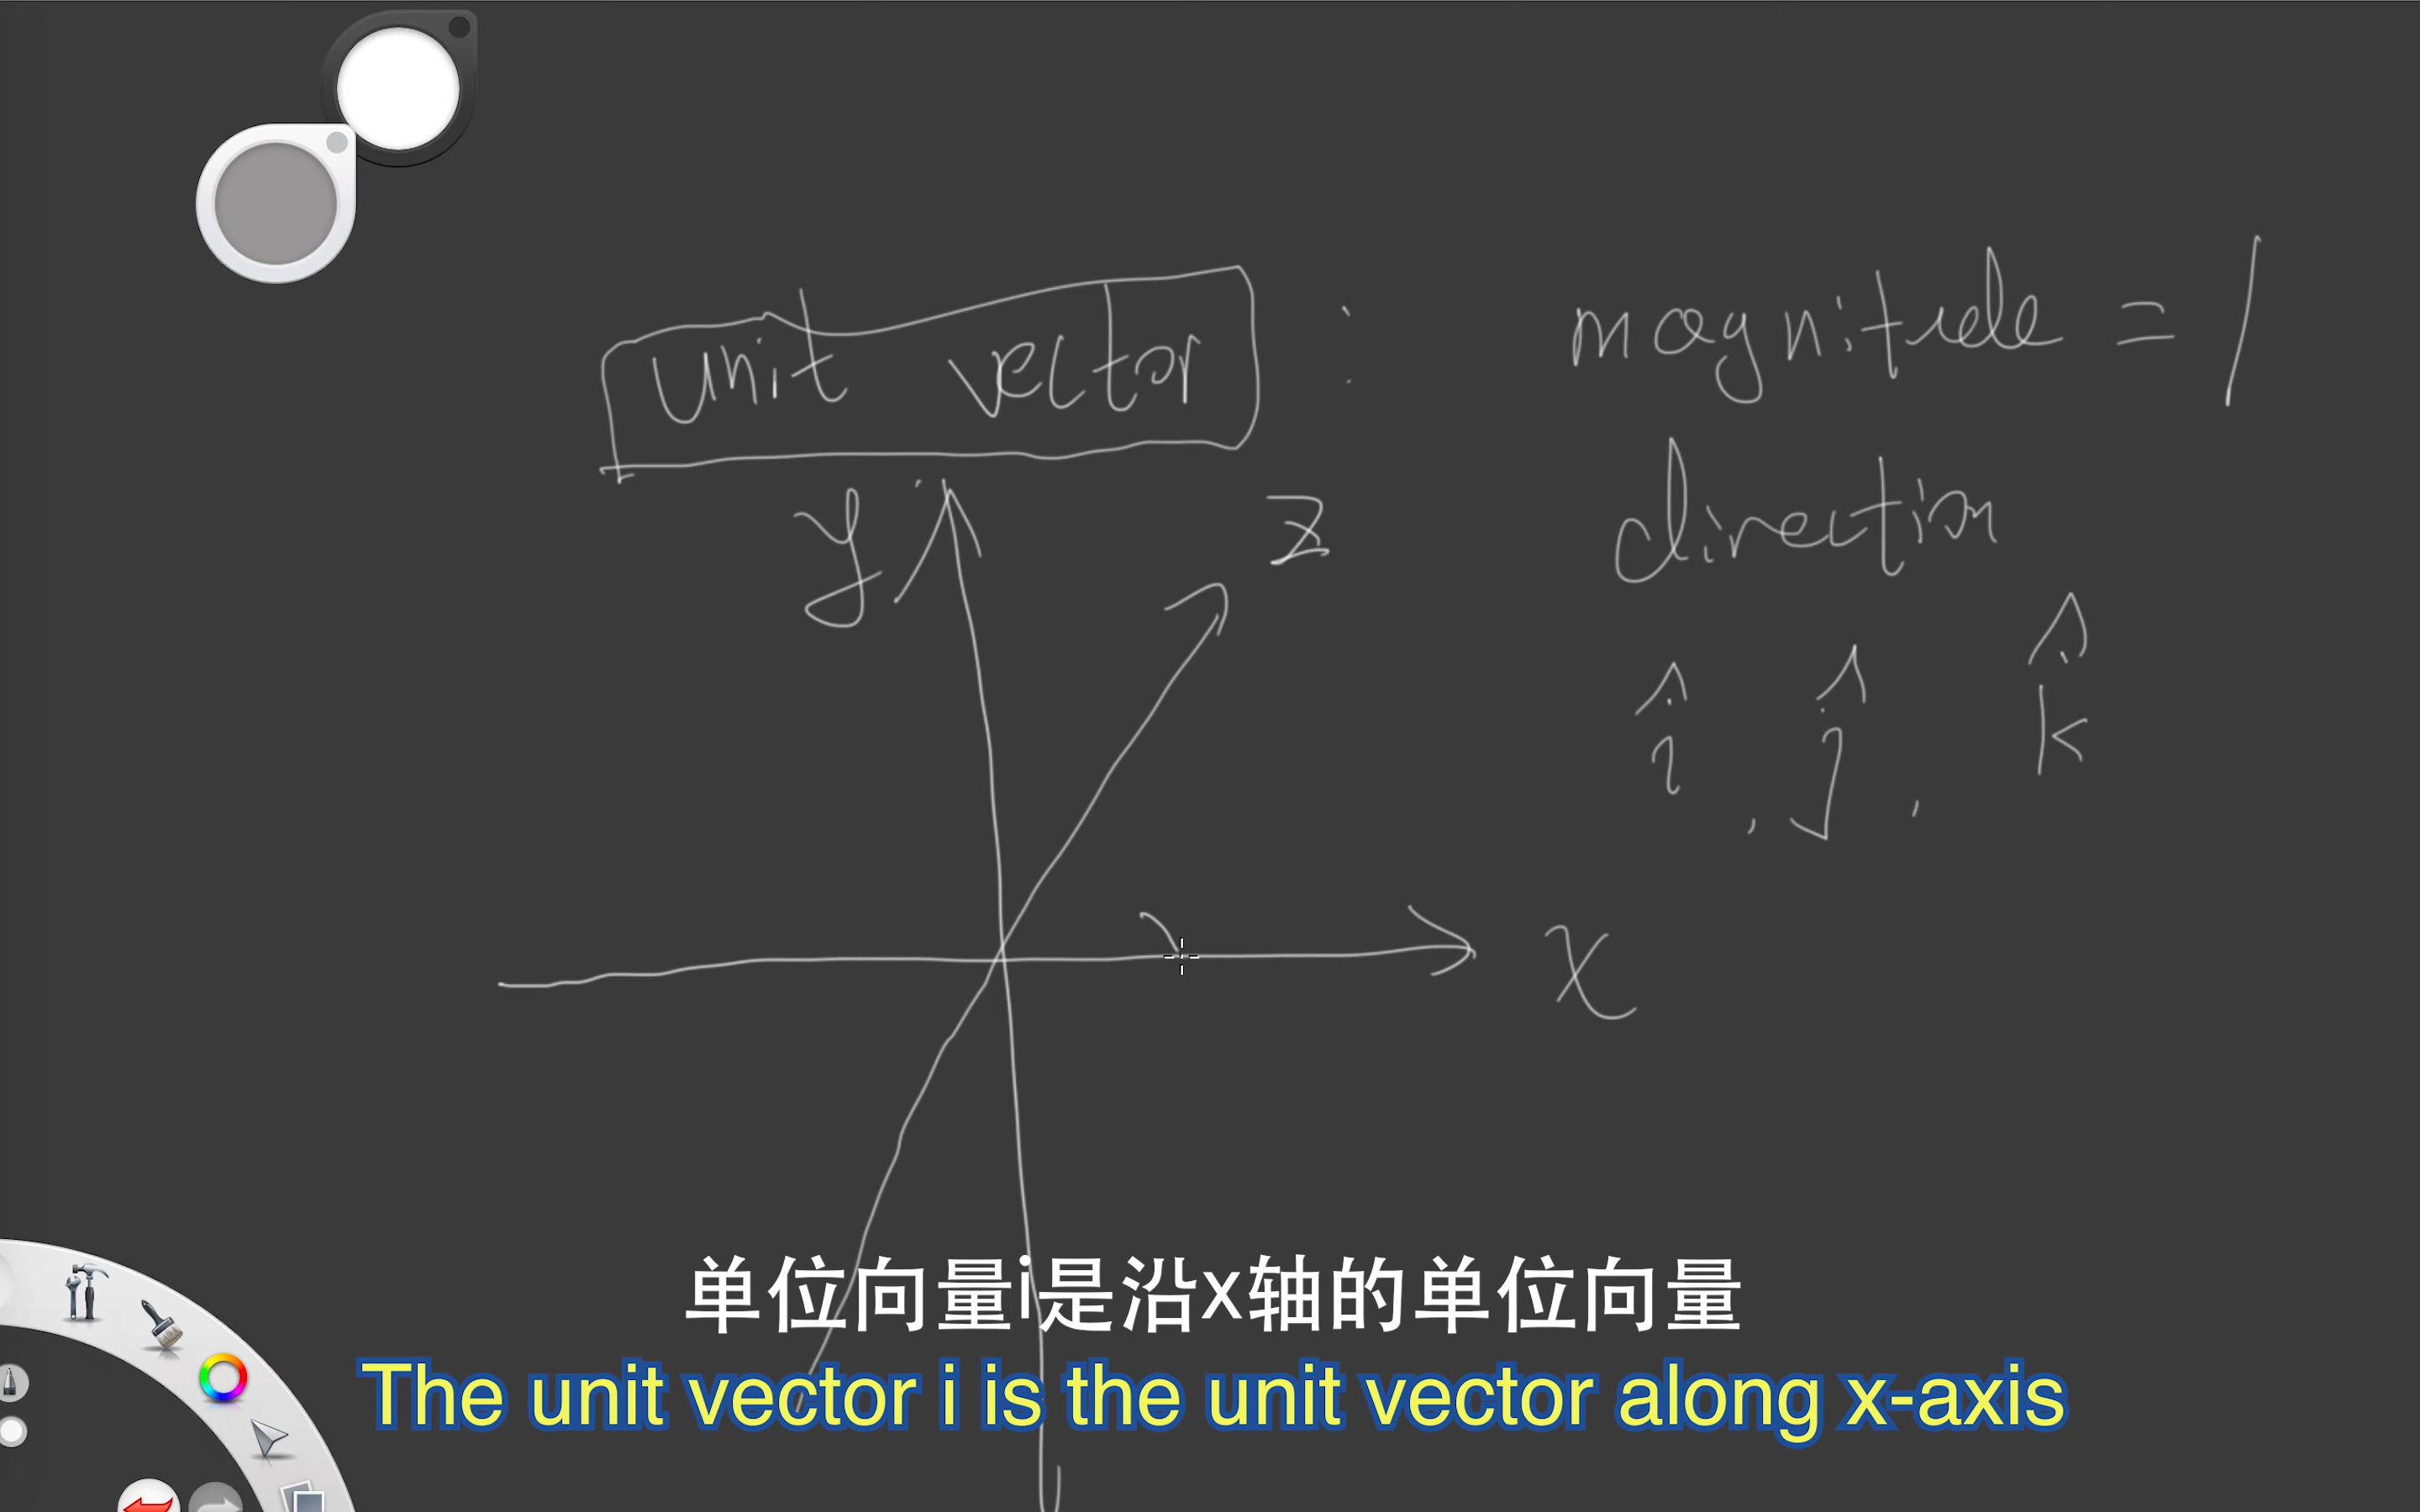 unit vector : magnitude = 1
direction
y z
î , ĵ , k̂
x
单位向量i是沿x轴的单位向量
The unit vector i is the unit vector along x-axis